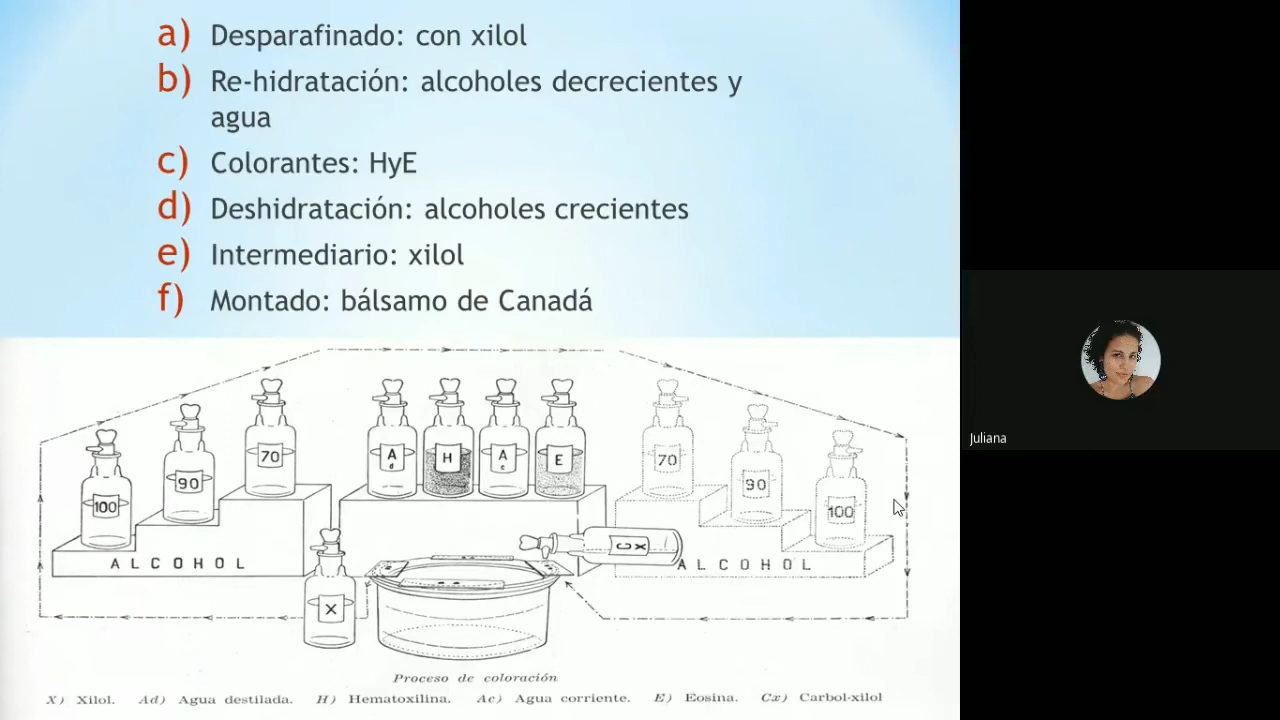 a) Desparafinado: con xilol
b) Re-hidratación: alcoholes decrecientes y
agua
c) Colorantes: HyE
d) Deshidratación: alcoholes crecientes
e) Intermediario: xilol
f) Montado: bálsamo de Canadá
100
90
70
A d
H
A c
E
70
90
100
ALCOHOL
X
C x
ALCOHOL
Proceso de coloración
X) Xilol. Ad) Agua destilada. H) Hematoxilina. Ac) Agua corriente. E) Eosina. Cx) Carbol-xilol
Juliana